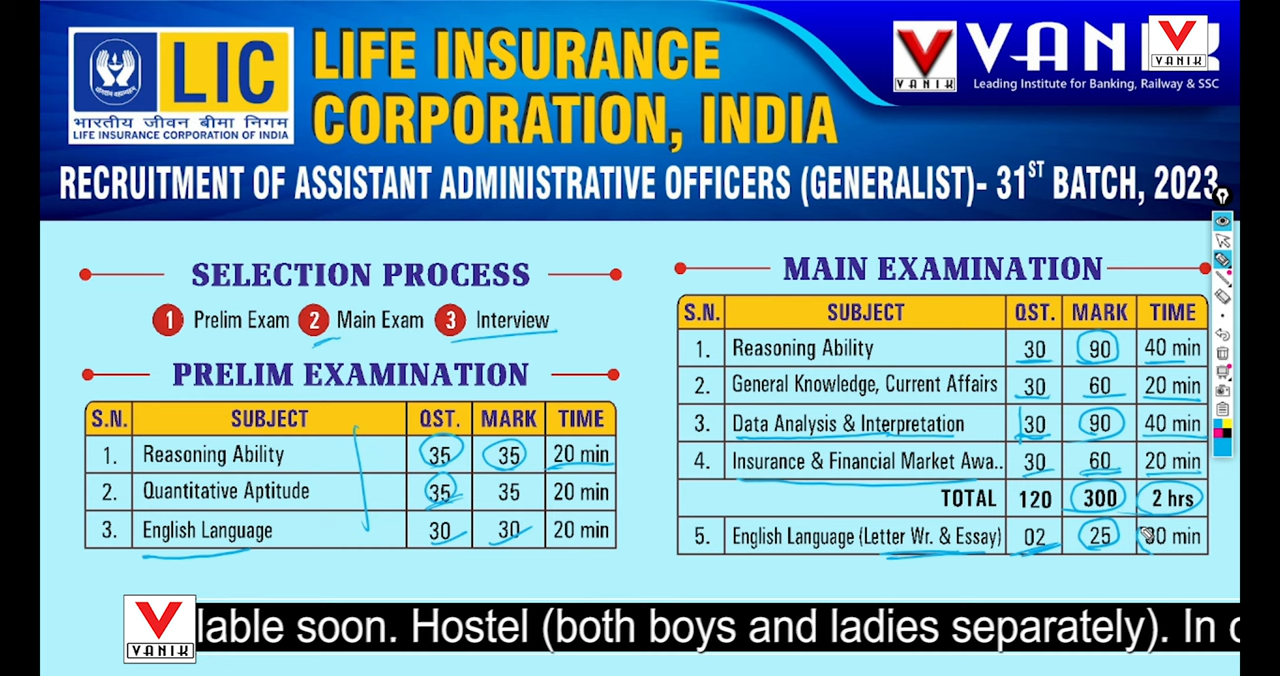 LIC
भारतीय जीवन बीमा निगम
LIFE INSURANCE CORPORATION OF INDIA
LIFE INSURANCE
CORPORATION, INDIA
VANIK
VANIK
VANIK
Leading Institute for Banking, Railway & SSC
RECRUITMENT OF ASSISTANT ADMINISTRATIVE OFFICERS (GENERALIST)- 31ST BATCH, 2023
SELECTION PROCESS
1 Prelim Exam 2 Main Exam 3 Interview
PRELIM EXAMINATION
S.N. SUBJECT QST. MARK TIME
1. Reasoning Ability 35 35 20 min
2. Quantitative Aptitude 35 35 20 min
3. English Language 30 30 20 min
MAIN EXAMINATION
S.N. SUBJECT QST. MARK TIME
1. Reasoning Ability 30 90 40 min
2. General Knowledge, Current Affairs 30 60 20 min
3. Data Analysis & Interpretation 30 90 40 min
4. Insurance & Financial Market Awa.. 30 60 20 min
TOTAL 120 300 2 hrs
5. English Language (Letter Wr. & Essay) 02 25 min
VANIK
lable soon. Hostel (both boys and ladies separately). In